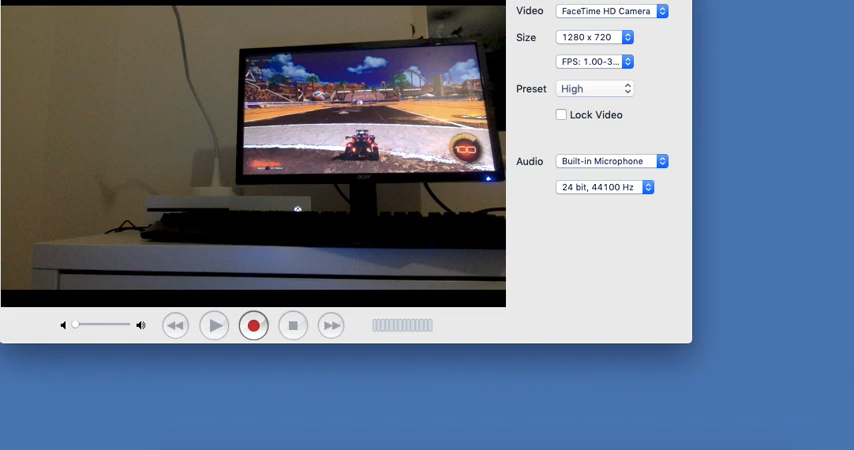 Video FaceTime HD Camera
Size 1280 x 720
FPS: 1.00-3...
Preset High
Lock Video
Audio Built-in Microphone
24 bit, 44100 Hz
acer